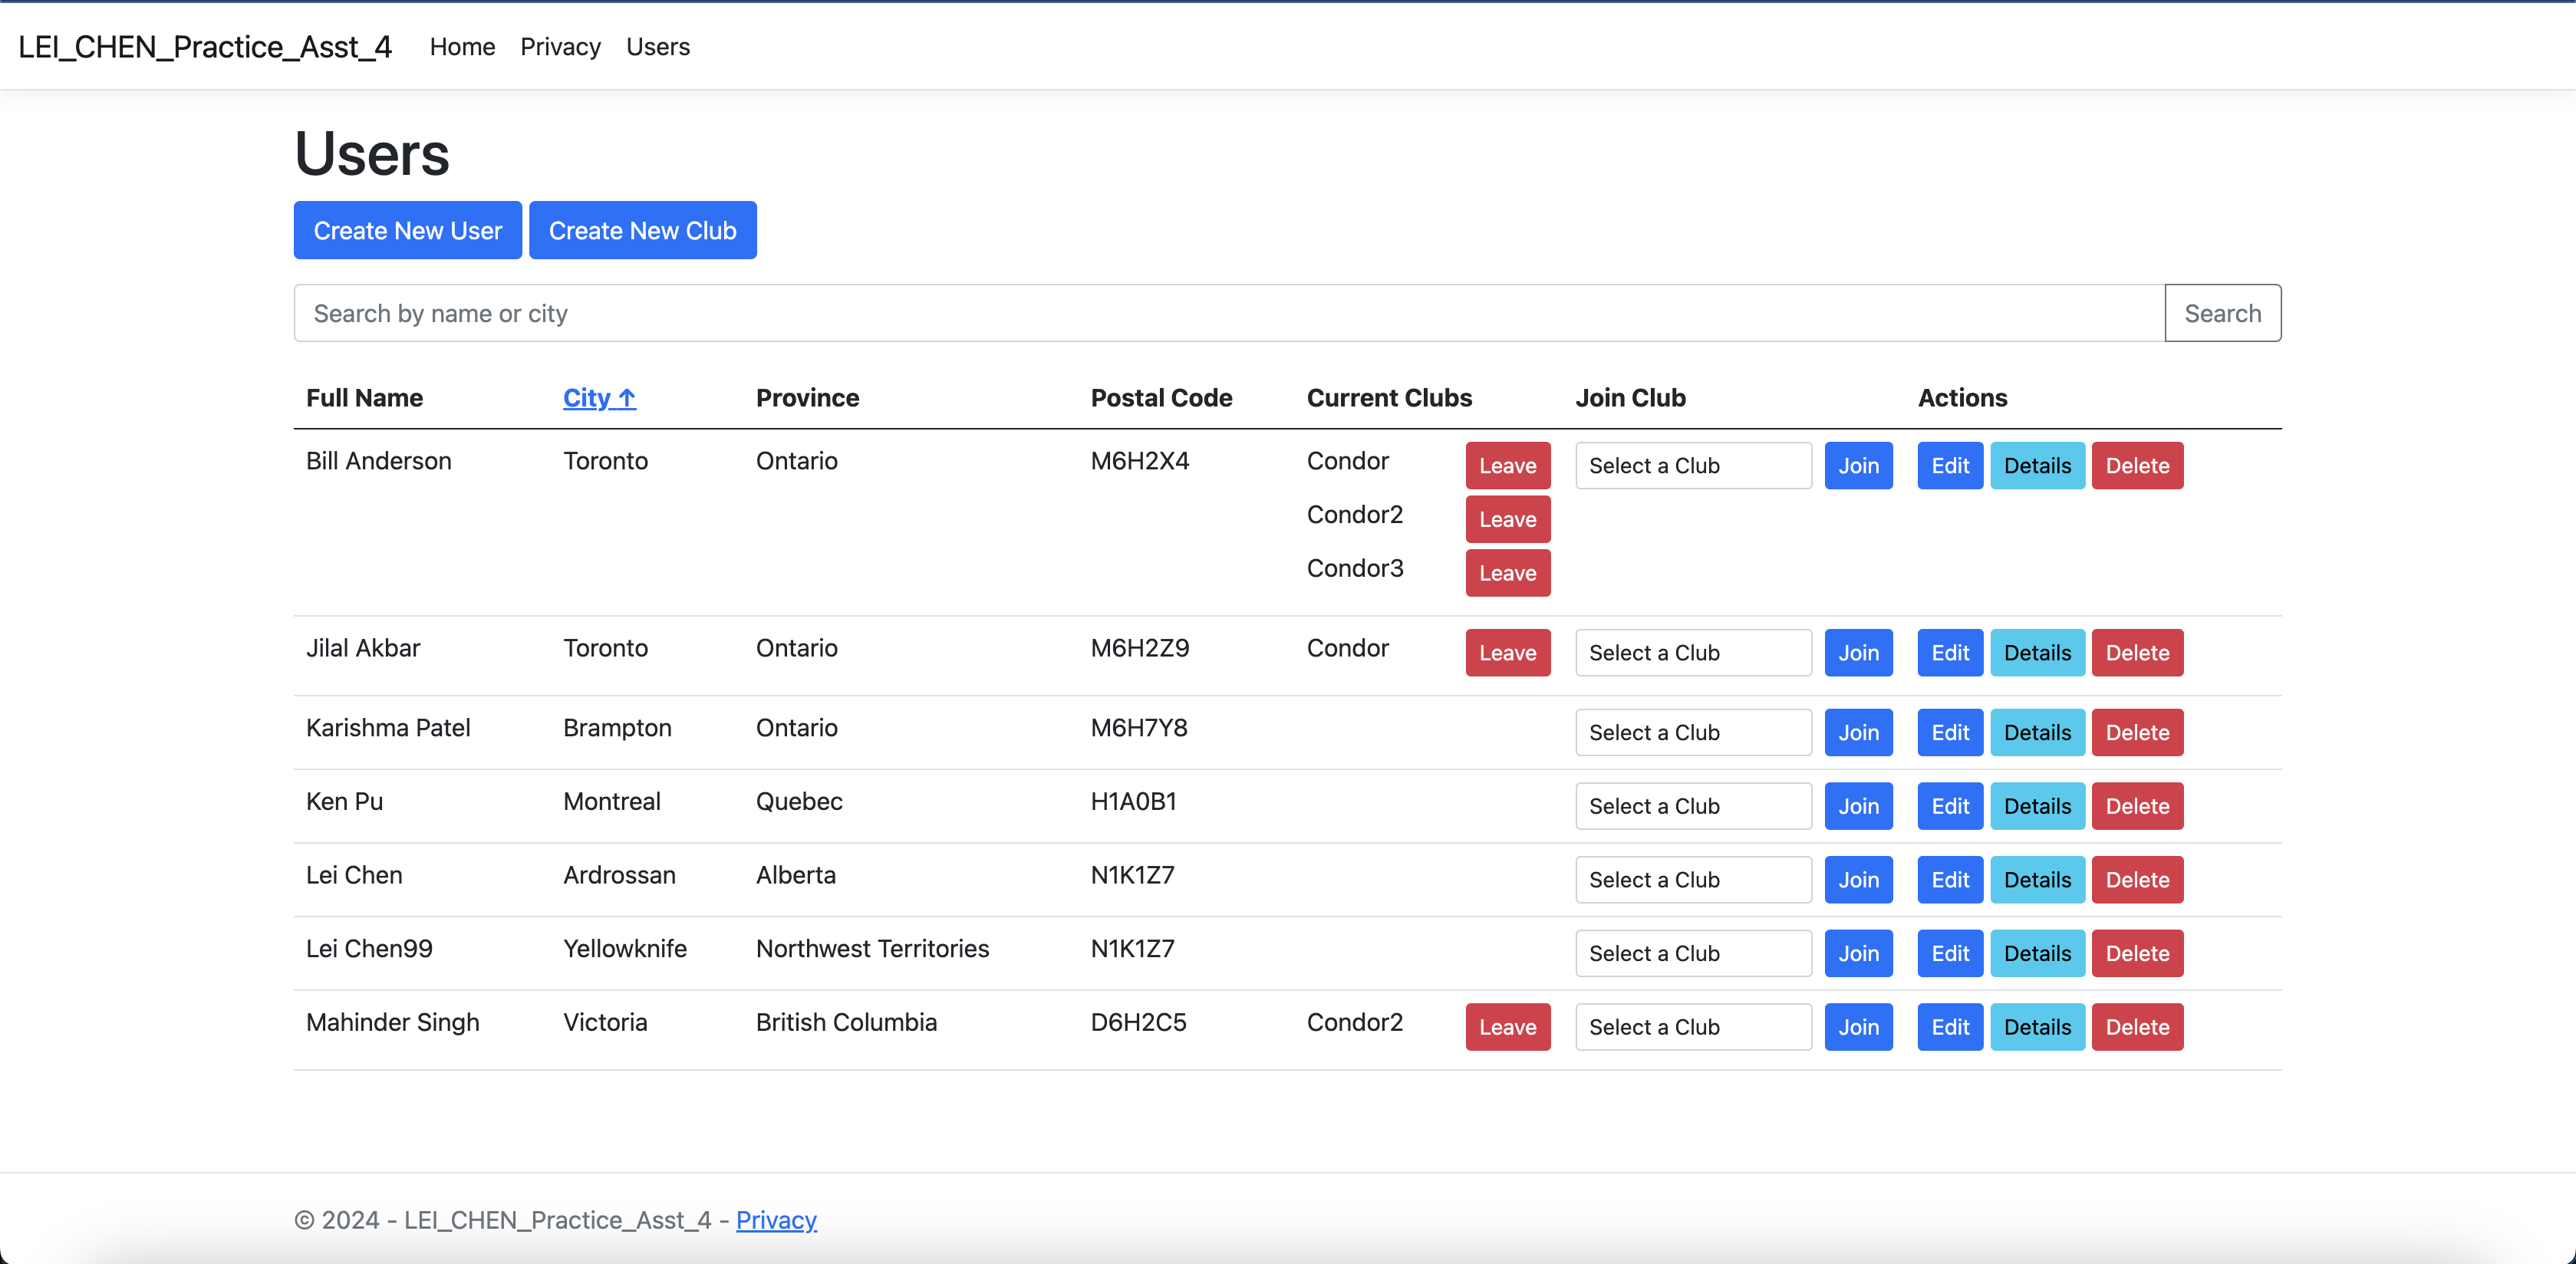 LEI_CHEN_Practice_Asst_4 Home Privacy Users
Users
Create New User Create New Club
Search by name or city Search
Full Name City ↑ Province Postal Code Current Clubs Join Club Actions
Bill Anderson Toronto Ontario M6H2X4 Condor Leave Select a Club Join Edit Details Delete
Condor2 Leave
Condor3 Leave
Jilal Akbar Toronto Ontario M6H2Z9 Condor Leave Select a Club Join Edit Details Delete
Karishma Patel Brampton Ontario M6H7Y8 Select a Club Join Edit Details Delete
Ken Pu Montreal Quebec H1A0B1 Select a Club Join Edit Details Delete
Lei Chen Ardrossan Alberta N1K1Z7 Select a Club Join Edit Details Delete
Lei Chen99 Yellowknife Northwest Territories N1K1Z7 Select a Club Join Edit Details Delete
Mahinder Singh Victoria British Columbia D6H2C5 Condor2 Leave Select a Club Join Edit Details Delete
© 2024 - LEI_CHEN_Practice_Asst_4 - Privacy